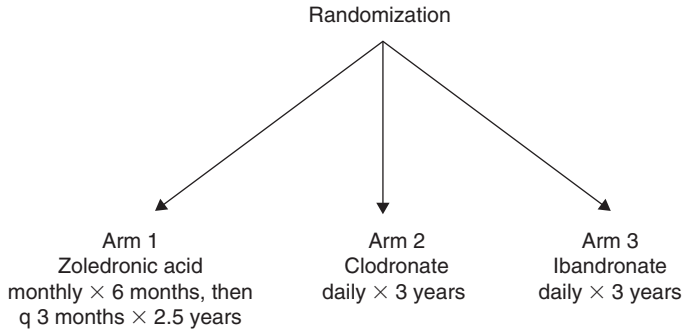 Randomization
Arm 1
Zoledronic acid
monthly × 6 months, then
q 3 months × 2.5 years
Arm 2
Clodronate
daily × 3 years
Arm 3
Ibandronate
daily × 3 years